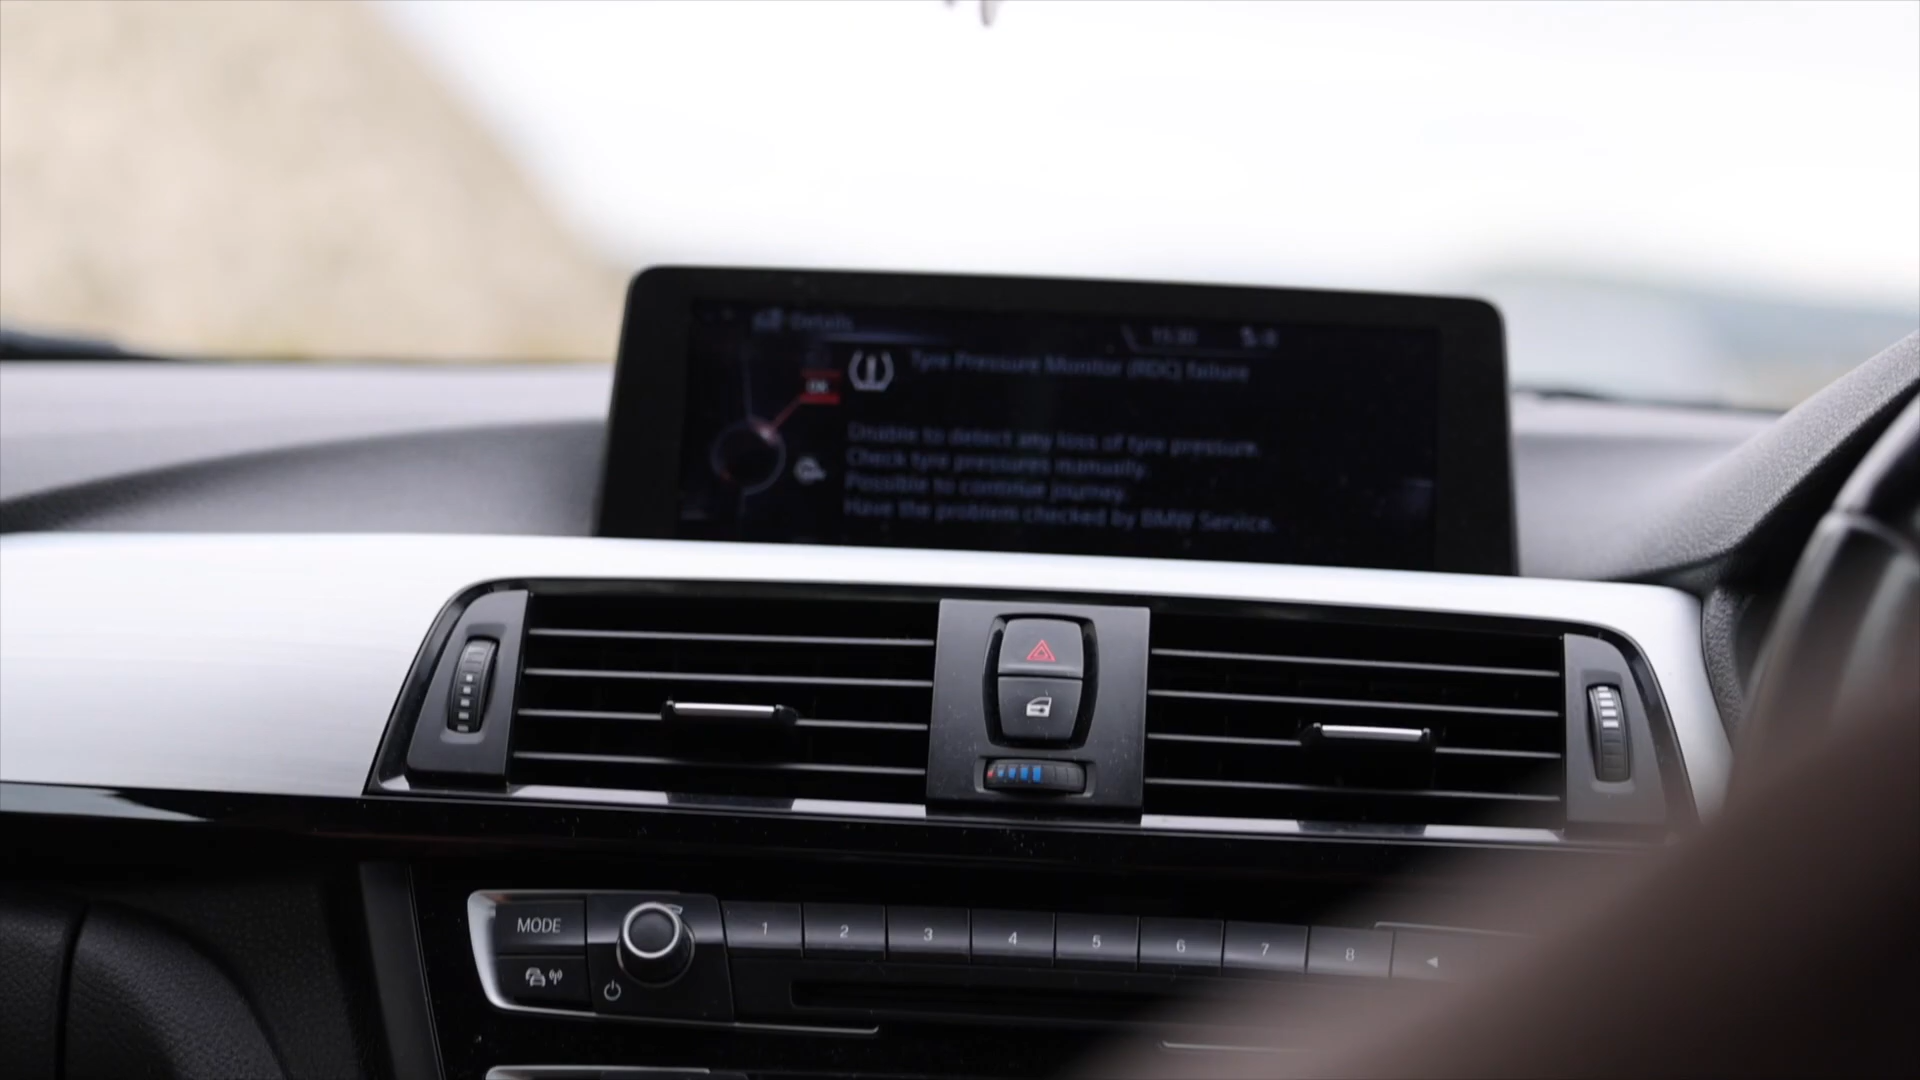 Details
15:30
Tyre Pressure Monitor (RDC) failure
Unable to detect any loss of tyre pressure.
Check tyre pressures manually.
Possible to continue journey.
Have the problem checked by BMW Service.
MODE
1 2 3 4 5 6 7 8